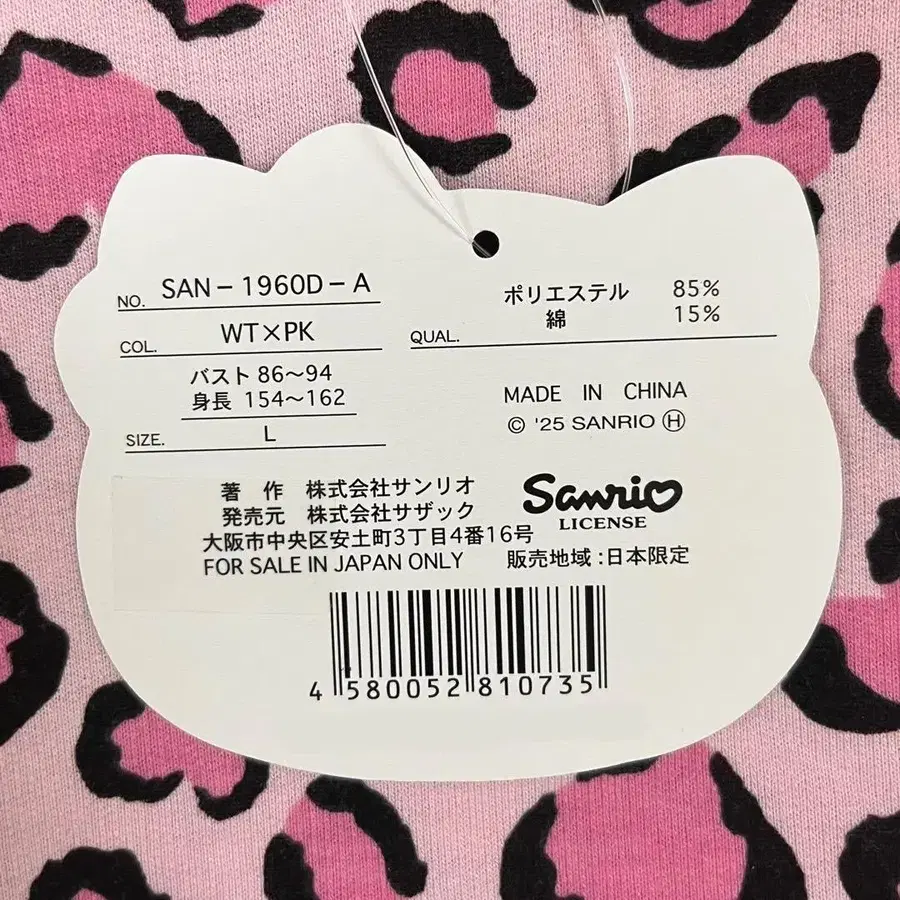 NO. SAN-1960D-A
COL. WT×PK
バスト 86〜94
身長 154〜162
SIZE. L
ポリエステル 85%
綿 15%
QUAL.
MADE IN CHINA
© '25 SANRIO Ⓗ
著 作 株式会社サンリオ
発売元 株式会社サザック
大阪市中央区安土町3丁目4番16号
FOR SALE IN JAPAN ONLY
Sanrio
LICENSE
販売地域:日本限定
4 580052 810735